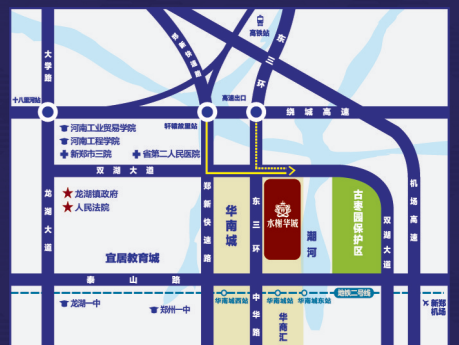 高铁站
大学路
郑新快速路
东三环
十八里河站
轩辕故里站
高速出口
绕城高速
河南工业贸易学院
河南工程学院
新郑市三院
省第二人民医院
双湖大道
龙湖镇政府
人民法院
龙湖大道
郑新快速路
华南城
东三环
水榭华城
潮河
古枣园保护区
双湖大道
机场高速
宜居教育城
泰山路
华南城西站
华南城站
华南城东站
地铁二号线
龙湖一中
郑州一中
中华路
华商汇
新郑机场